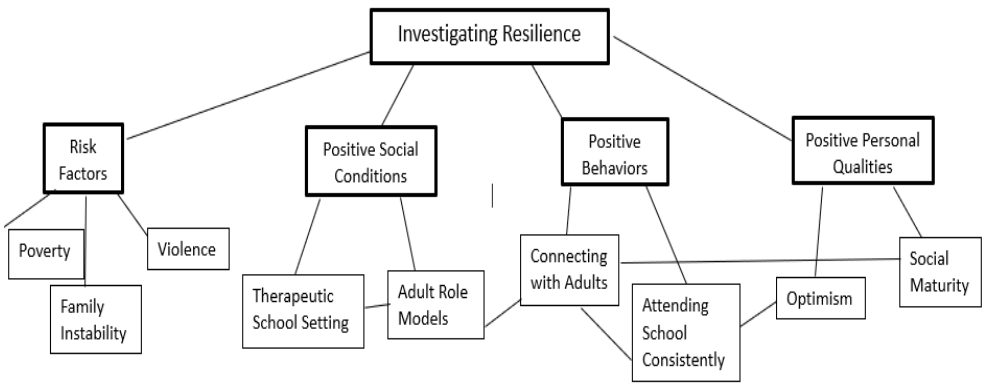 Investigating Resilience
Risk
Factors
Positive Social
Conditions
Positive
Behaviors
Positive Personal
Qualities
Poverty
Violence
Family
Instability
Therapeutic
School Setting
Adult Role
Models
Connecting
with Adults
Attending
School
Consistently
Optimism
Social
Maturity